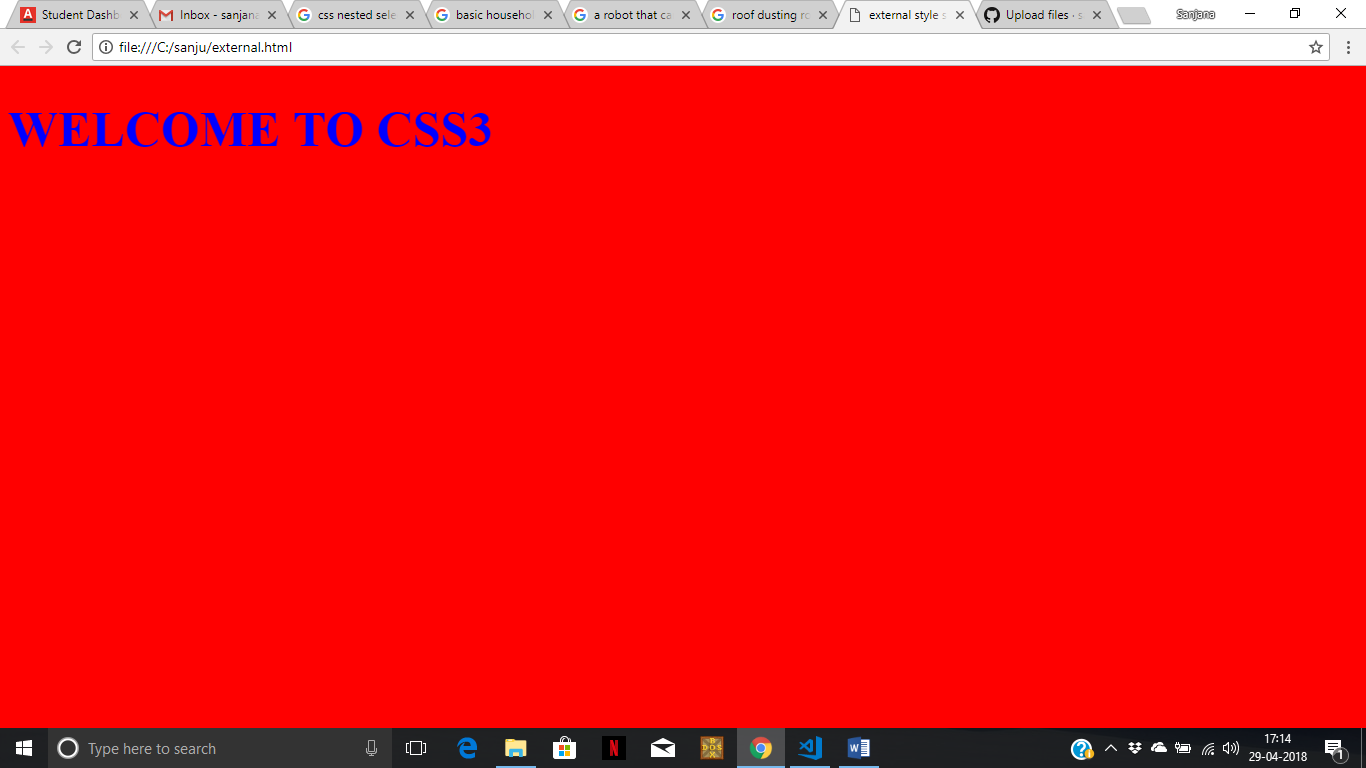 Student Dashb
Inbox - sanjana
css nested sele
basic househol
a robot that ca
roof dusting ro
external style s
Upload files · s
Sanjana
file:///C:/sanju/external.html
WELCOME TO CSS3
Type here to search
17:14
29-04-2018
1